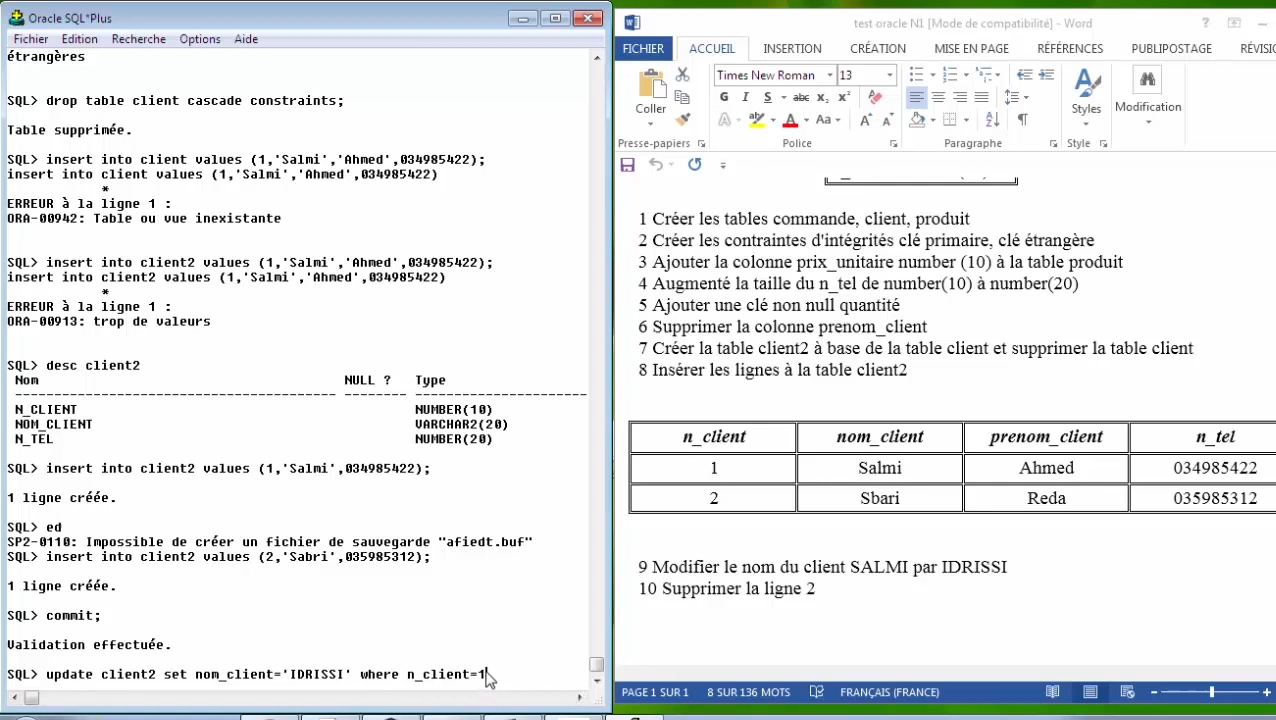 Oracle SQL*Plus
Fichier Edition Recherche Options Aide
étrangères
SQL> drop table client cascade constraints;
Table supprimée.
SQL> insert into client values (1,'Salmi','Ahmed',034985422);
insert into client values (1,'Salmi','Ahmed',034985422)
*
ERREUR à la ligne 1 :
ORA-00942: Table ou vue inexistante
SQL> insert into client2 values (1,'Salmi','Ahmed',034985422);
insert into client2 values (1,'Salmi','Ahmed',034985422)
*
ERREUR à la ligne 1 :
ORA-00913: trop de valeurs
SQL> desc client2
Nom NULL ? Type
----------------------------------------- -------- ----------------------
N_CLIENT NUMBER(10)
NOM_CLIENT VARCHAR2(20)
N_TEL NUMBER(20)
SQL> insert into client2 values (1,'Salmi',034985422);
1 ligne créée.
SQL> ed
SP2-0110: Impossible de créer un fichier de sauvegarde "afiedt.buf"
SQL> insert into client2 values (2,'Sabri',035985312);
1 ligne créée.
SQL> commit;
Validation effectuée.
SQL> update client2 set nom_client='IDRISSI' where n_client=1
test oracle N1 [Mode de compatibilité] - Word
FICHIER ACCUEIL INSERTION CRÉATION MISE EN PAGE RÉFÉRENCES PUBLIPOSTAGE RÉVISI
Times New Roman 13
Coller
G I S abc x₂ x²
A A Aa A A
Styles
Modification
Presse-papiers Police Paragraphe Style
1 Créer les tables commande, client, produit
2 Créer les contraintes d'intégrités clé primaire, clé étrangère
3 Ajouter la colonne prix_unitaire number (10) à la table produit
4 Augmenté la taille du n_tel de number(10) à number(20)
5 Ajouter une clé non null quantité
6 Supprimer la colonne prenom_client
7 Créer la table client2 à base de la table client et supprimer la table client
8 Insérer les lignes à la table client2
n_client nom_client prenom_client n_tel
1 Salmi Ahmed 034985422
2 Sbari Reda 035985312
9 Modifier le nom du client SALMI par IDRISSI
10 Supprimer la ligne 2
PAGE 1 SUR 1 8 SUR 136 MOTS FRANÇAIS (FRANCE)